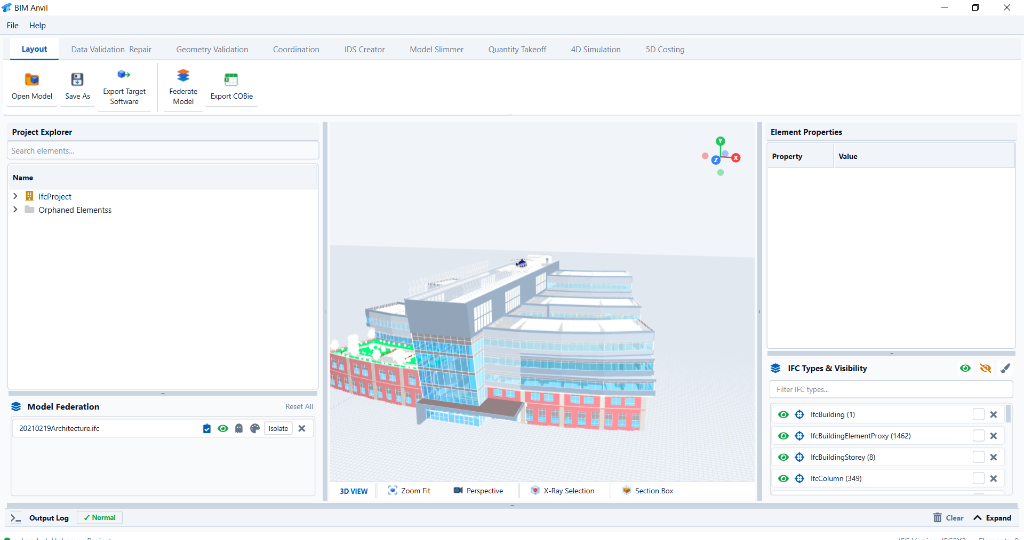 BIM Anvil
File Help
Layout Data Validation Repair Geometry Validation Coordination IDS Creator Model Slimmer Quantity Takeoff 4D Simulation 5D Costing
Open Model Save As Export Target Software Federate Model Export COBie
Project Explorer
Search elements...
Name
IfcProject
Orphaned Elementss
Model Federation Reset All
20210219Architecture.ifc Isolate
Y
X
Z
3D VIEW Zoom Fit Perspective X-Ray Selection Section Box
Element Properties
Property Value
IFC Types & Visibility
Filter IFC types...
IfcBuilding (1)
IfcBuildingElementProxy (1462)
IfcBuildingStorey (8)
IfcColumn (349)
Output Log ✓ Normal Clear Expand